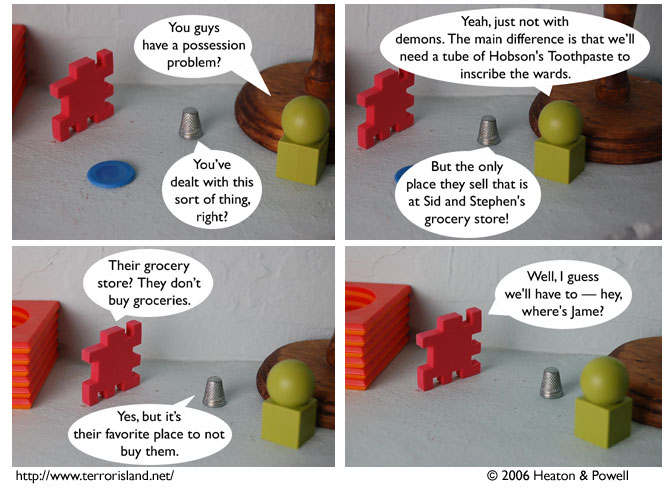 You guys
have a possession
problem?
You've
dealt with this
sort of thing,
right?
Yeah, just not with
demons. The main difference is that we'll
need a tube of Hobson's Toothpaste to
inscribe the wards.
But the only
place they sell that is
at Sid and Stephen's
grocery store!
Their grocery
store? They don't
buy groceries.
Yes, but it's
their favorite place to not
buy them.
Well, I guess
we'll have to — hey,
where's Jame?
http://www.terrorisland.net/
© 2006 Heaton & Powell